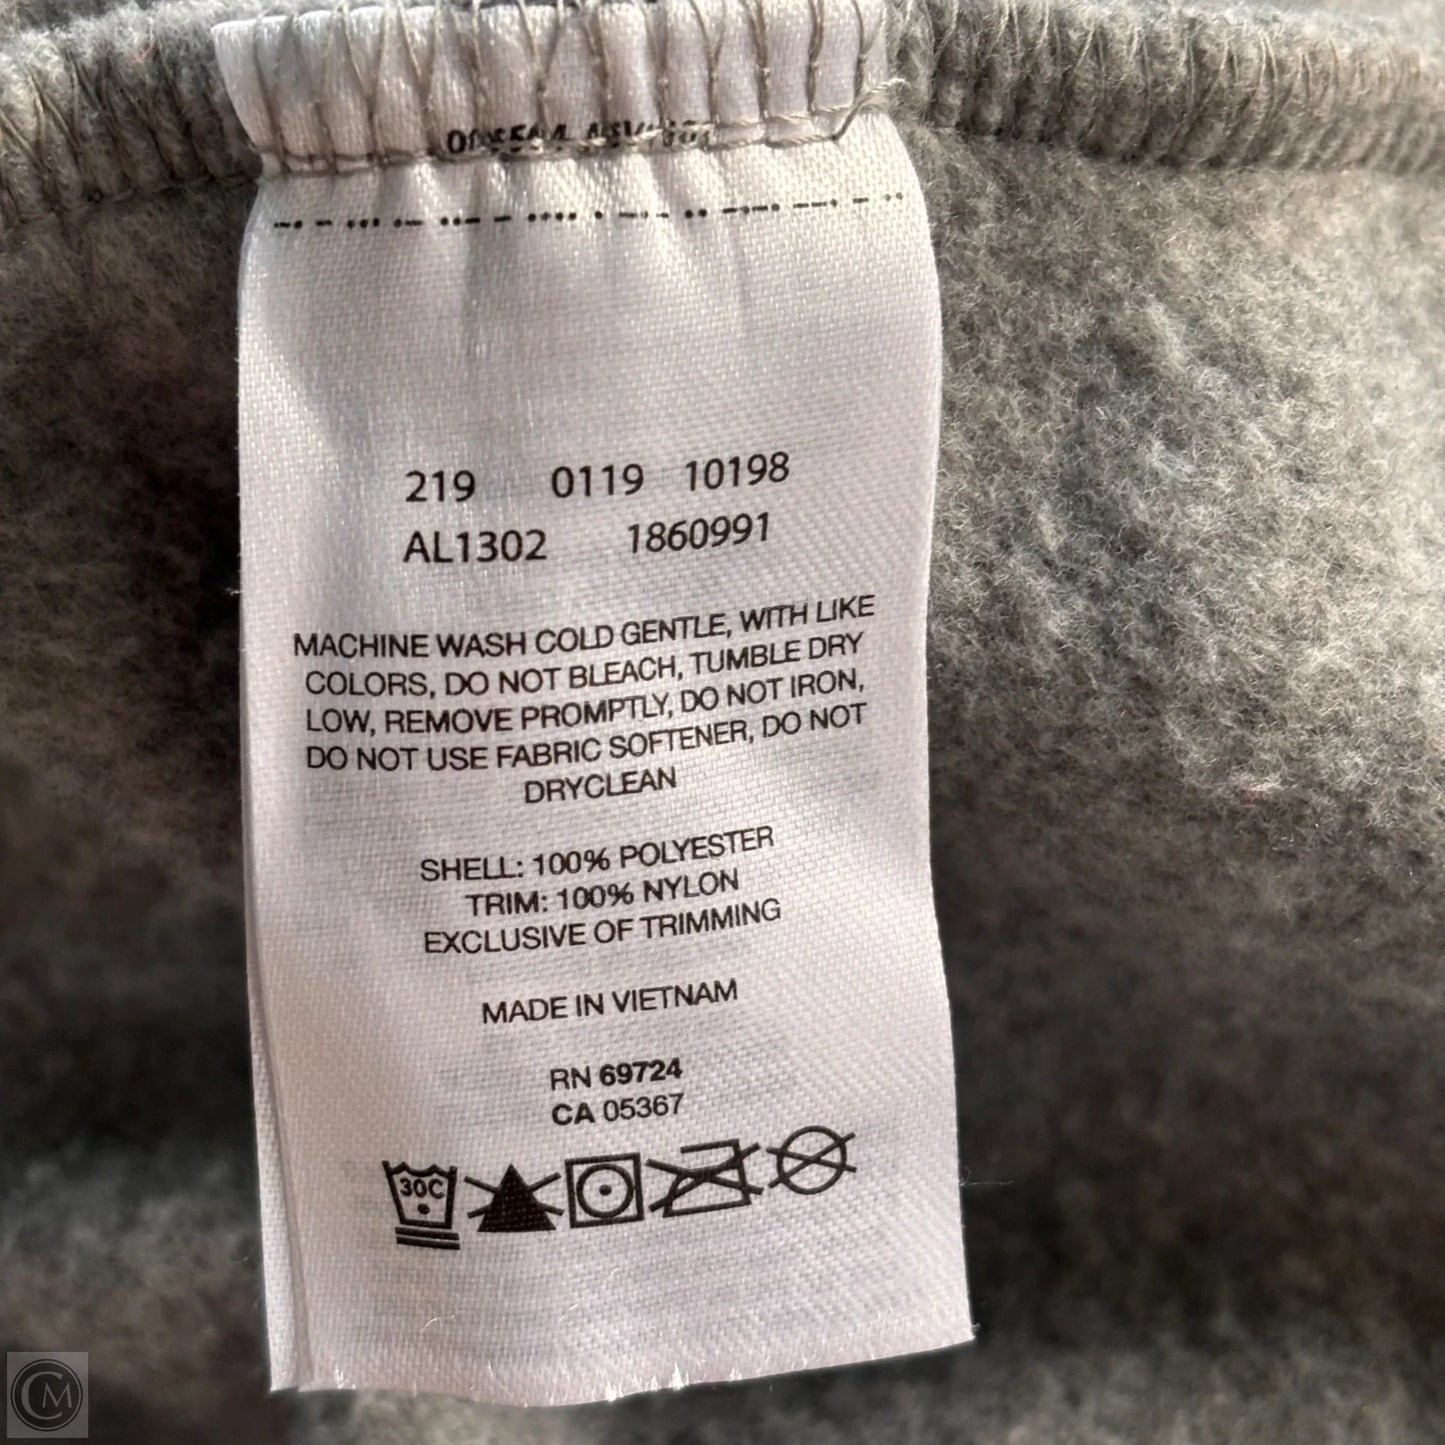 219 0119 10198
AL1302 1860991
MACHINE WASH COLD GENTLE, WITH LIKE
COLORS, DO NOT BLEACH, TUMBLE DRY
LOW, REMOVE PROMPTLY, DO NOT IRON,
DO NOT USE FABRIC SOFTENER, DO NOT
DRYCLEAN
SHELL: 100% POLYESTER
TRIM: 100% NYLON
EXCLUSIVE OF TRIMMING
MADE IN VIETNAM
RN 69724
CA 05367
30C
CM